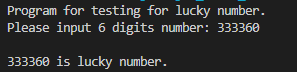 Program for testing for lucky number.
Please input 6 digits number: 333360
333360 is lucky number.